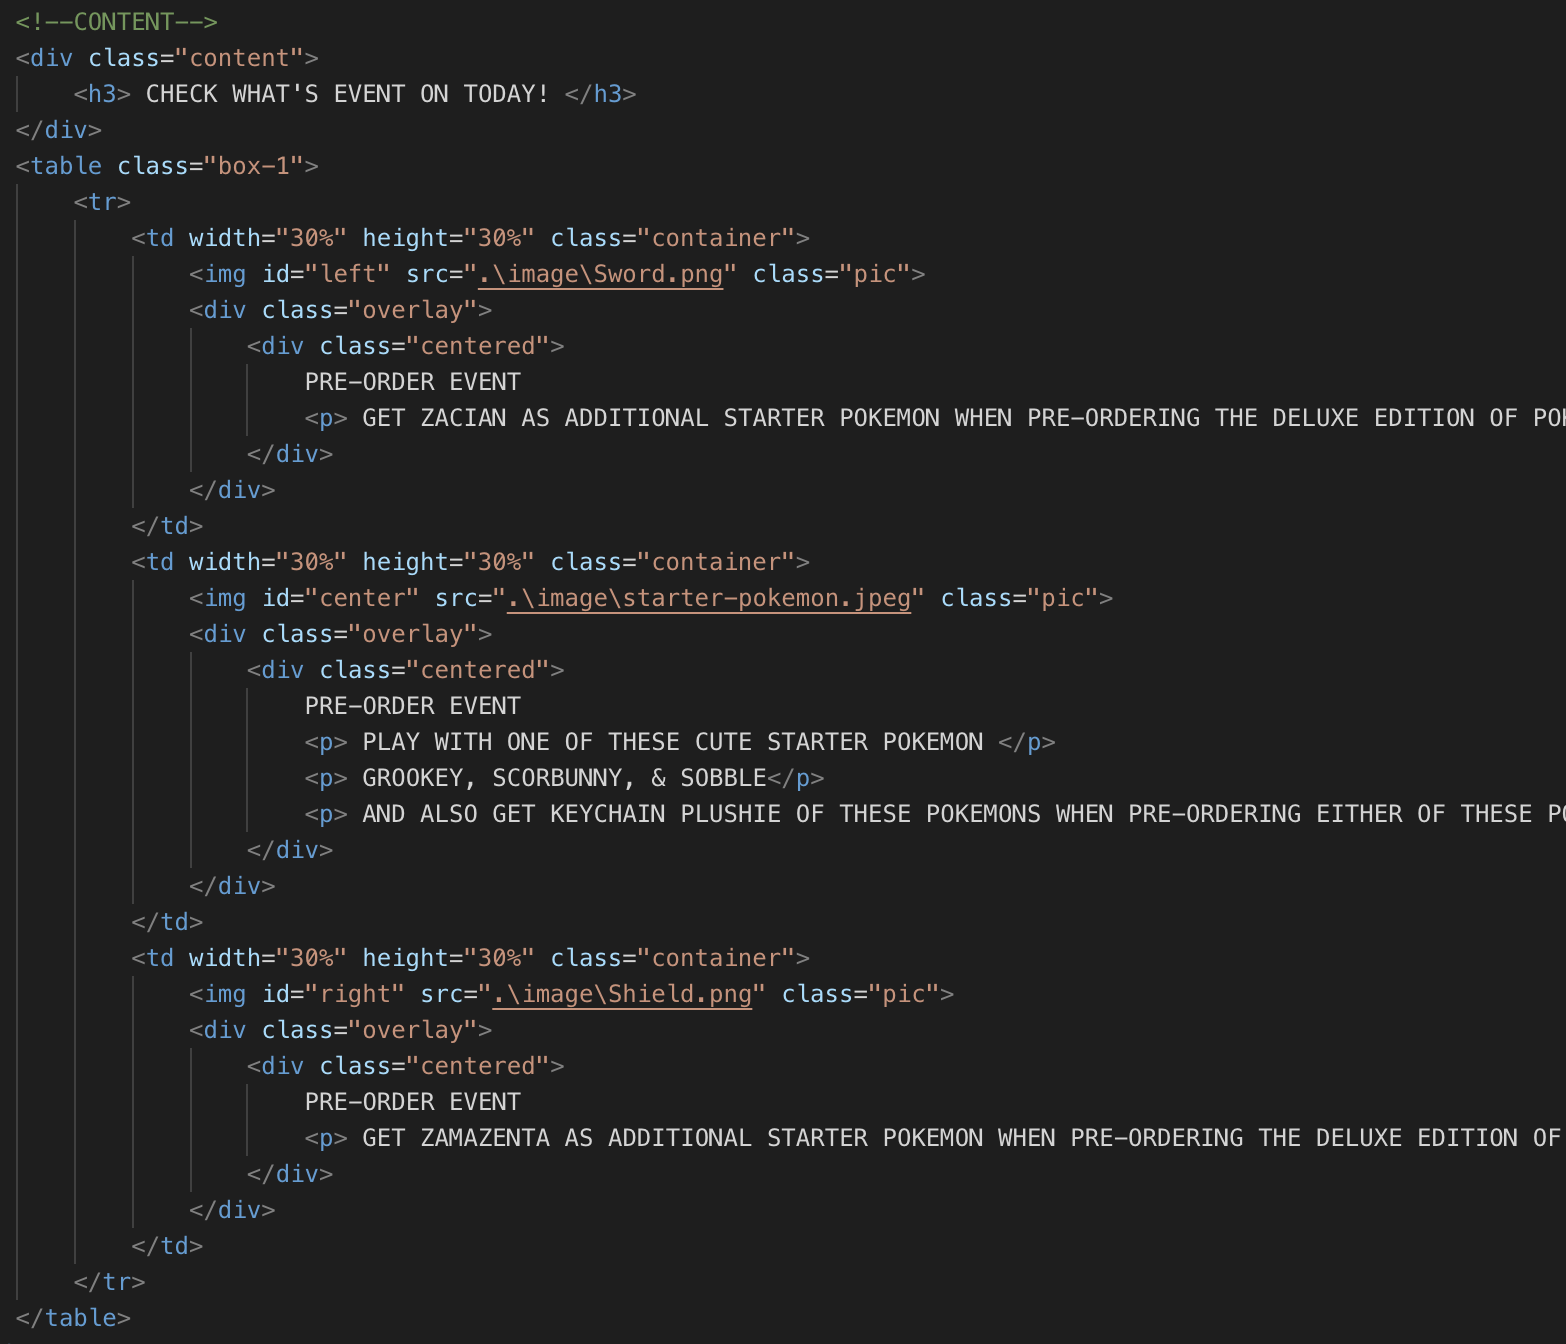 <!--CONTENT-->
<div class="content">
    <h3> CHECK WHAT'S EVENT ON TODAY! </h3>
</div>
<table class="box-1">
    <tr>
        <td width="30%" height="30%" class="container">
            <img id="left" src=".\image\Sword.png" class="pic">
            <div class="overlay">
                <div class="centered">
                    PRE-ORDER EVENT
                    <p> GET ZACIAN AS ADDITIONAL STARTER POKEMON WHEN PRE-ORDERING THE DELUXE EDITION OF
                </div>
            </div>
        </td>
        <td width="30%" height="30%" class="container">
            <img id="center" src=".\image\starter-pokemon.jpeg" class="pic">
            <div class="overlay">
                <div class="centered">
                    PRE-ORDER EVENT
                    <p> PLAY WITH ONE OF THESE CUTE STARTER POKEMON </p>
                    <p> GROOKEY, SCORBUNNY, & SOBBLE</p>
                    <p> AND ALSO GET KEYCHAIN PLUSHIE OF THESE POKEMONS WHEN PRE-ORDERING EITHER OF THESE
                </div>
            </div>
        </td>
        <td width="30%" height="30%" class="container">
            <img id="right" src=".\image\Shield.png" class="pic">
            <div class="overlay">
                <div class="centered">
                    PRE-ORDER EVENT
                    <p> GET ZAMAZENTA AS ADDITIONAL STARTER POKEMON WHEN PRE-ORDERING THE DELUXE EDITION OF
                </div>
            </div>
        </td>
    </tr>
</table>